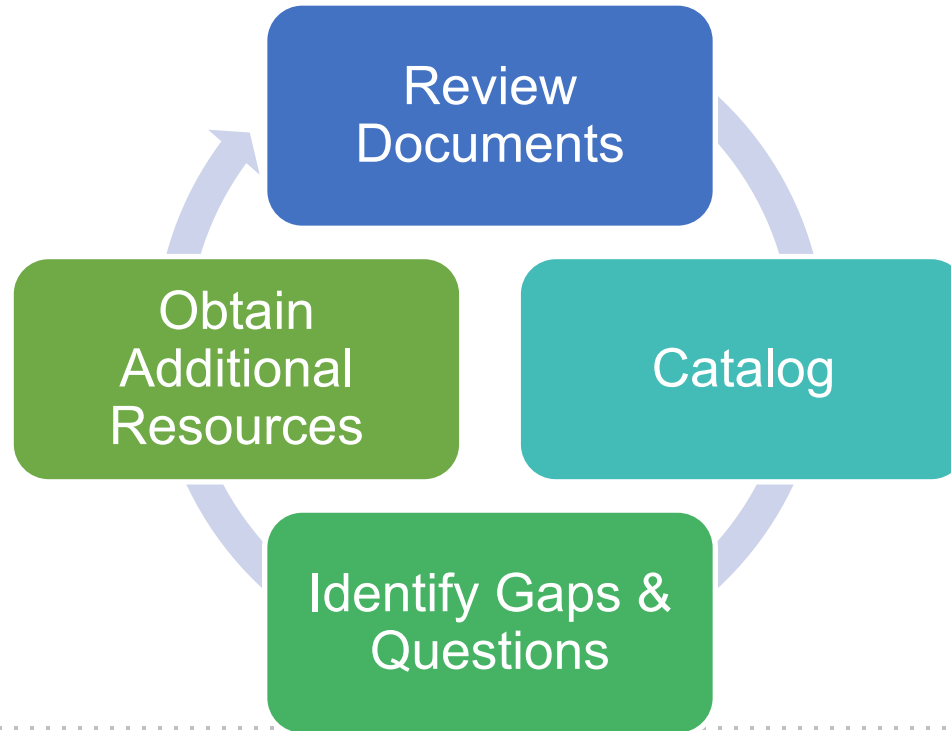 Review
Documents
Catalog
Identify Gaps &
Questions
Obtain
Additional
Resources